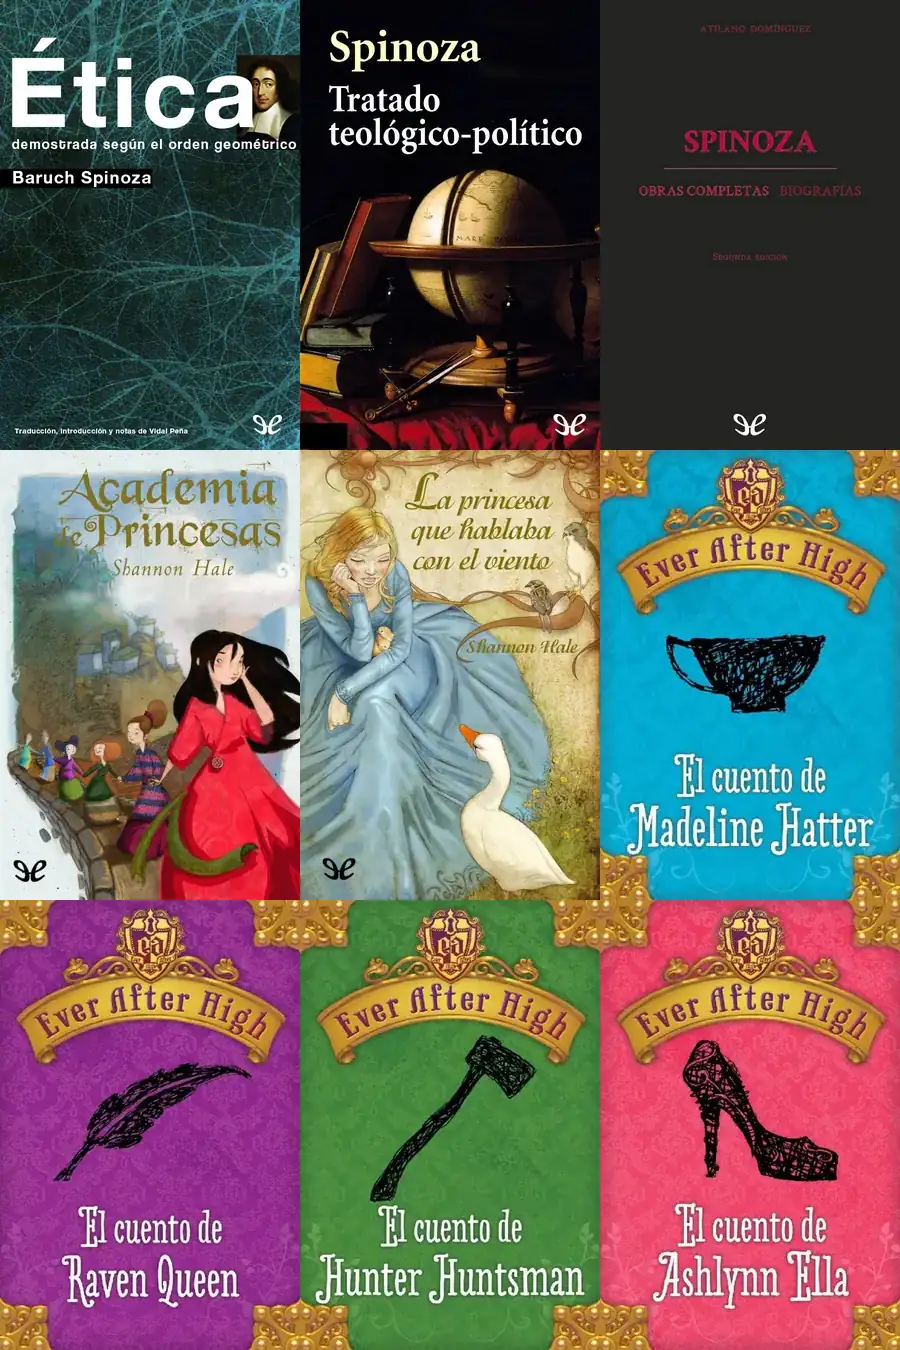 Ética
demostrada según el orden geométrico
Baruch Spinoza
Traducción, introducción y notas de Vidal Peña
Spinoza
Tratado
teológico-político
ATILANO DOMÍNGUEZ
SPINOZA
OBRAS COMPLETAS BIOGRAFÍAS
SEGUNDA EDICIÓN
Academia
de Princesas
Shannon Hale
La princesa
que hablaba
con el viento
Shannon Hale
Ever After High
El cuento de
Madeline Hatter
Ever After High
El cuento de
Raven Queen
Ever After High
El cuento de
Hunter Huntsman
Ever After High
El cuento de
Ashlynn Ella